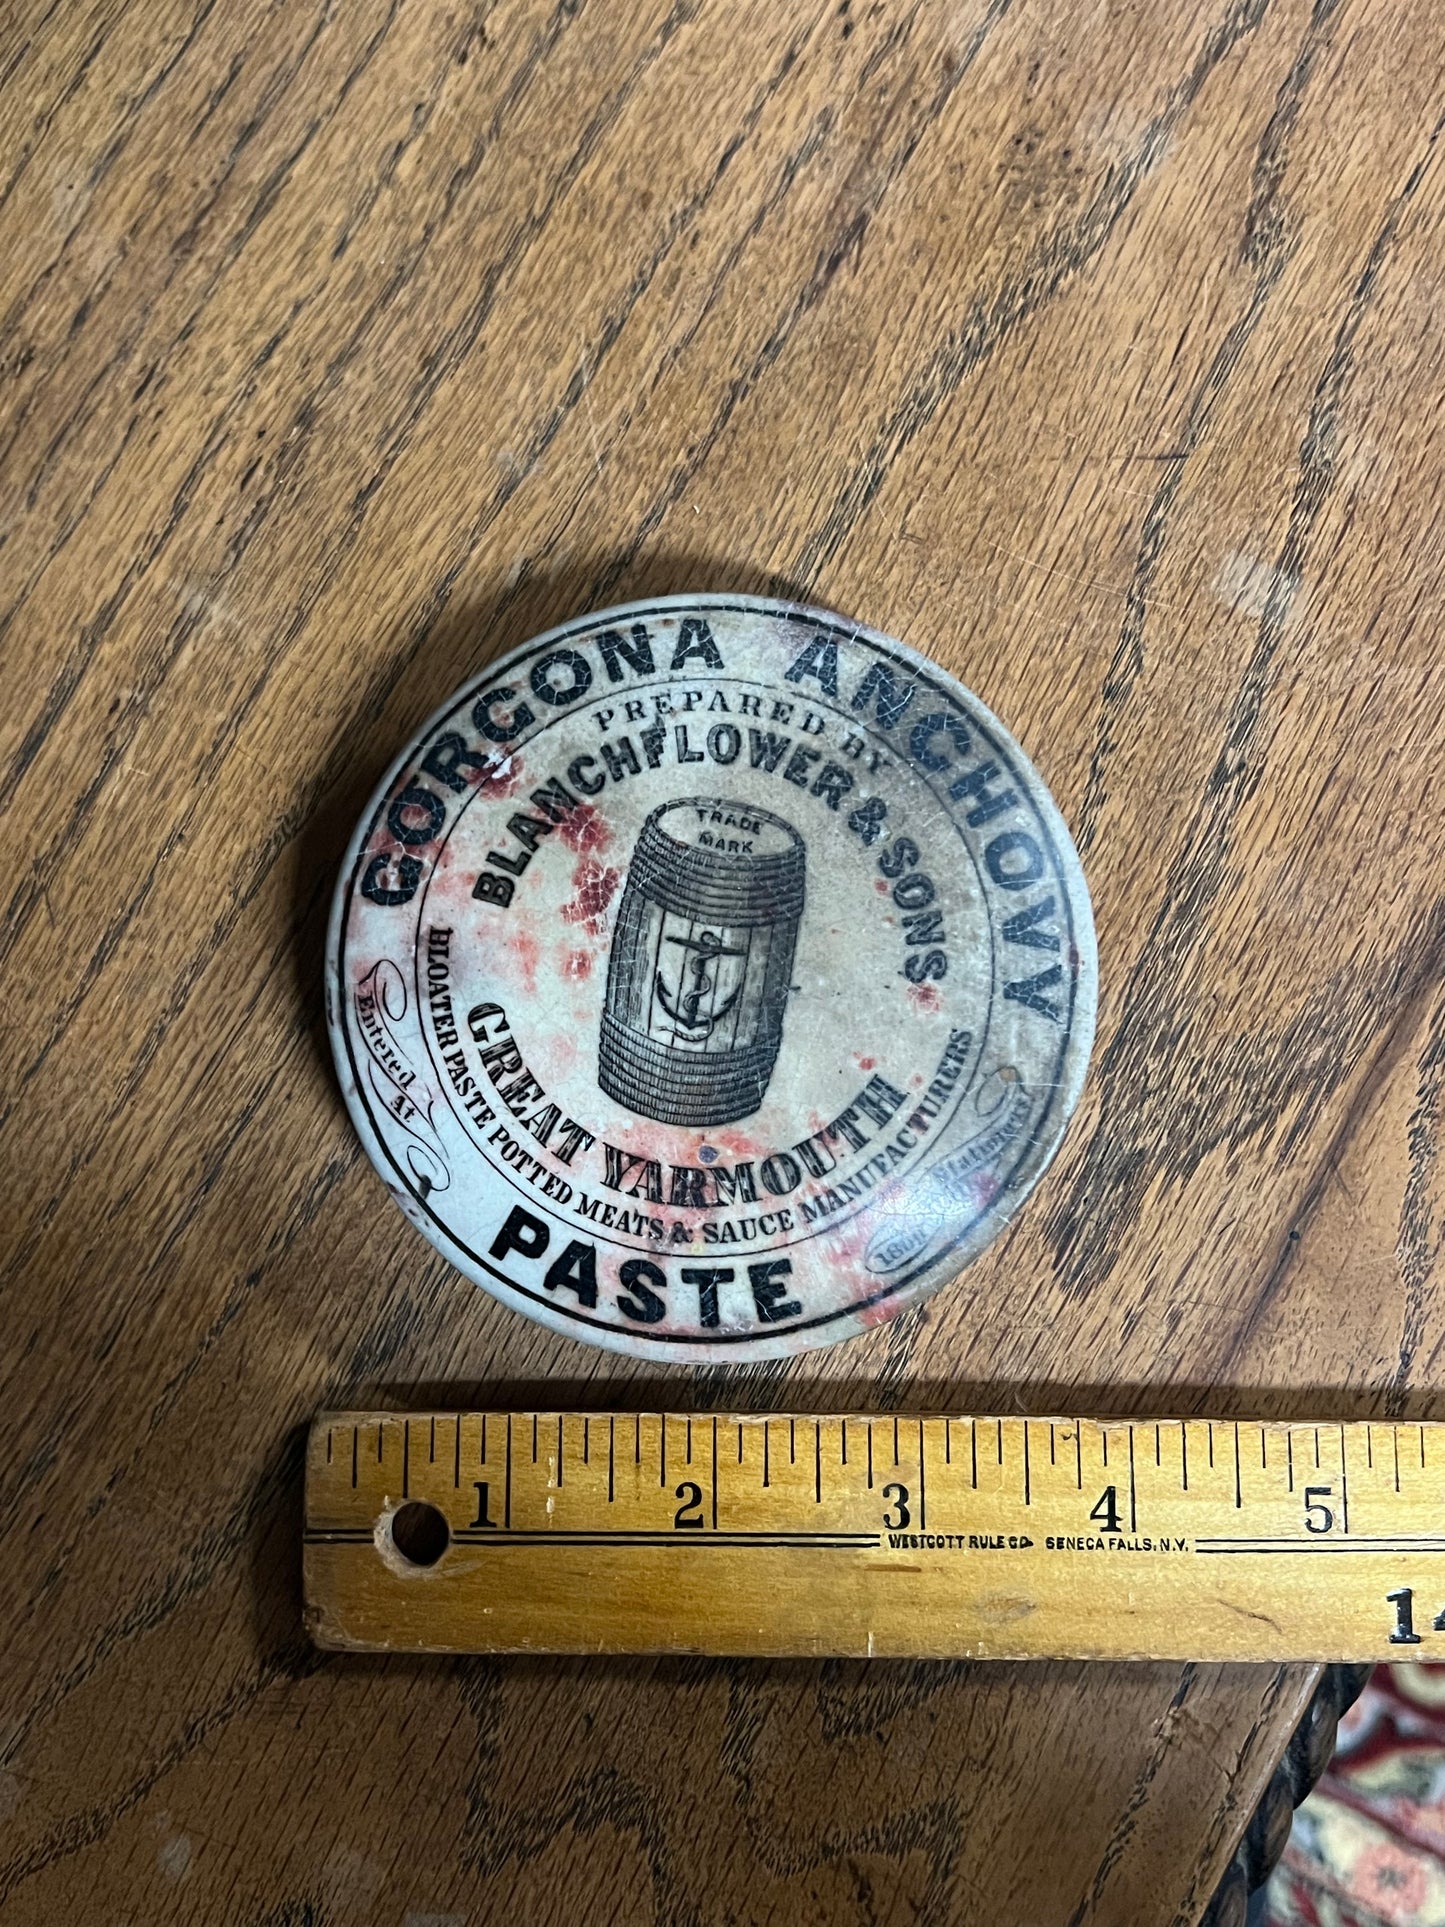 GORGONA ANCHOVY
PREPARED BY
BLANCHFLOWER & SONS
TRADE
MARK
GREAT YARMOUTH
BLOATER PASTE POTTED MEATS & SAUCE MANUFACTURERS
Entered
At
Stationers
PASTE
1 2 3 4 5
WESTCOTT RULE CO. SENECA FALLS, N.Y.